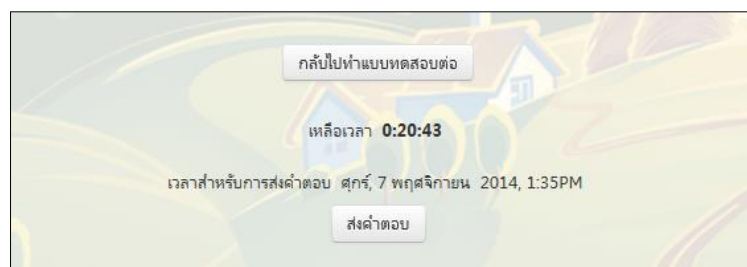 กลับไปทำแบบทดสอบต่อ
เหลือเวลา 0:20:43
เวลาสำหรับการส่งคำตอบ ศุกร์, 7 พฤศจิกายน 2014, 1:35PM
ส่งคำตอบ